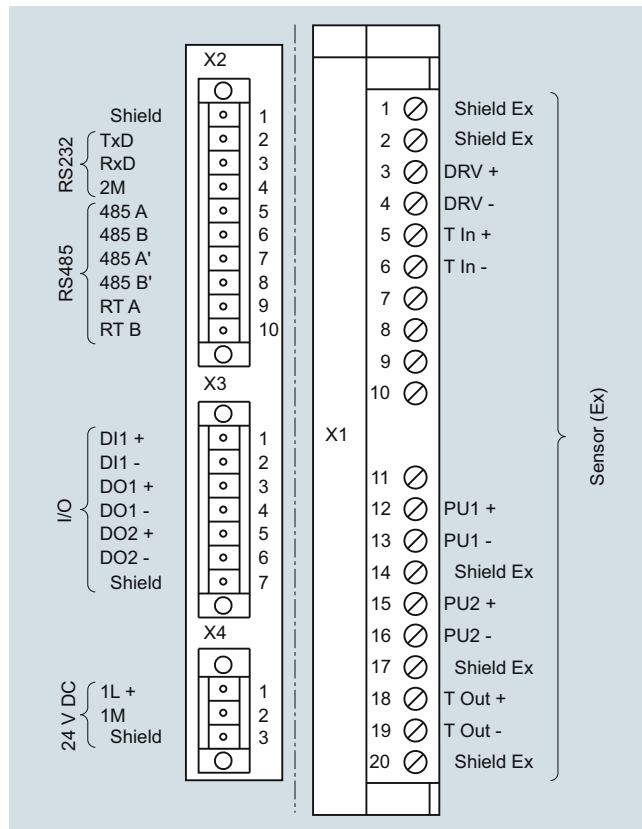 X2
Shield 1
TxD 2
RxD 3
2M 4
RS232
485 A 5
485 B 6
485 A' 7
485 B' 8
RT A 9
RT B 10
RS485
X3
DI1 + 1
DI1 - 2
DO1 + 3
DO1 - 4
DO2 + 5
DO2 - 6
Shield 7
I/O
X4
1L + 1
1M 2
Shield 3
24 V DC
X1
1 Shield Ex
2 Shield Ex
3 DRV +
4 DRV -
5 T In +
6 T In -
7
8
9
10
11
12 PU1 +
13 PU1 -
14 Shield Ex
15 PU2 +
16 PU2 -
17 Shield Ex
18 T Out +
19 T Out -
20 Shield Ex
Sensor (Ex)